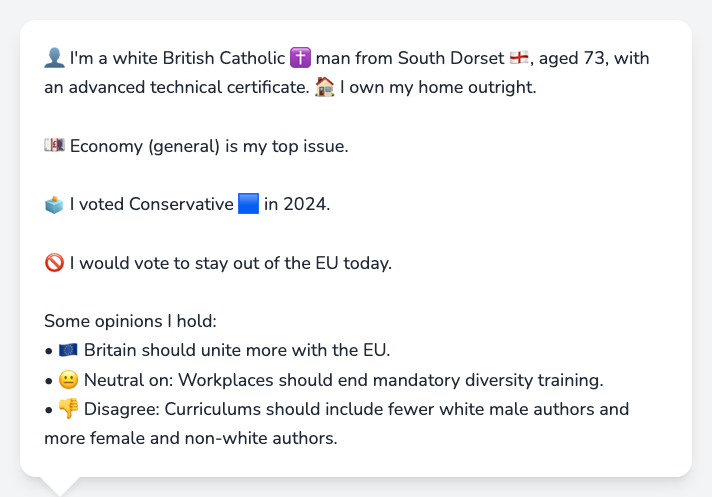 👤 I'm a white British Catholic ✝️ man from South Dorset 🏴󠁧󠁢󠁥󠁮󠁧󠁿, aged 73, with
an advanced technical certificate. 🏠 I own my home outright.
💷 Economy (general) is my top issue.
🗳️ I voted Conservative 🟦 in 2024.
🚫 I would vote to stay out of the EU today.
Some opinions I hold:
• 🇪🇺 Britain should unite more with the EU.
• 😐 Neutral on: Workplaces should end mandatory diversity training.
• 👎 Disagree: Curriculums should include fewer white male authors and
more female and non-white authors.